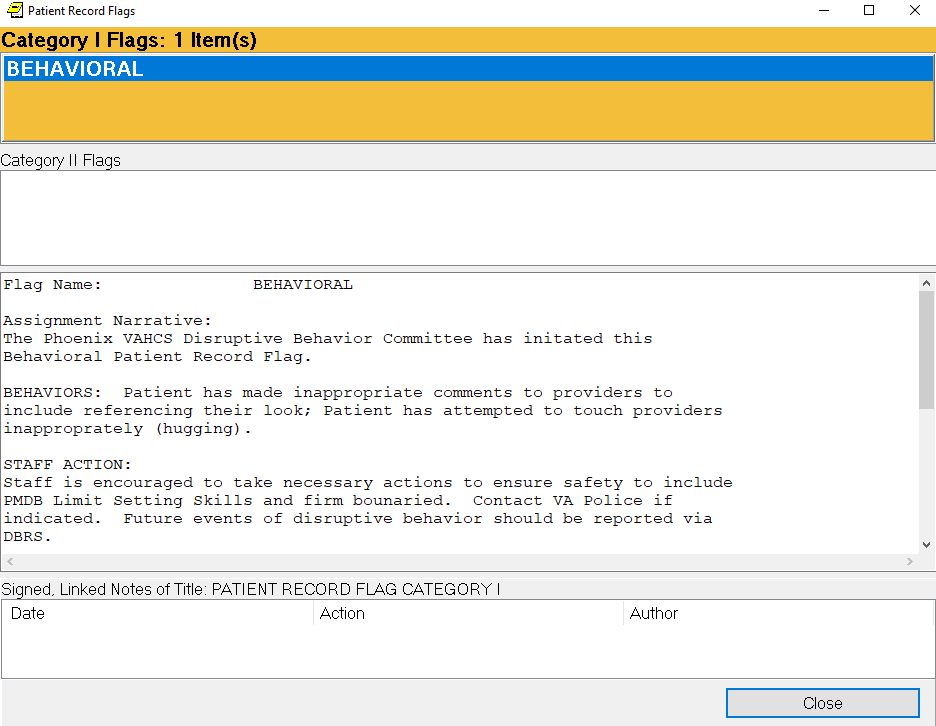 Patient Record Flags
Category I Flags: 1 Item(s)
BEHAVIORAL
Category II Flags
Flag Name: BEHAVIORAL
Assignment Narrative:
The Phoenix VAHCS Disruptive Behavior Committee has initated this
Behavioral Patient Record Flag.
BEHAVIORS: Patient has made inappropriate comments to providers to
include referencing their look; Patient has attempted to touch providers
inapproprately (hugging).
STAFF ACTION:
Staff is encouraged to take necessary actions to ensure safety to include
PMDB Limit Setting Skills and firm bounaried. Contact VA Police if
indicated. Future events of disruptive behavior should be reported via
DBRS.
Signed, Linked Notes of Title: PATIENT RECORD FLAG CATEGORY I
Date Action Author
Close